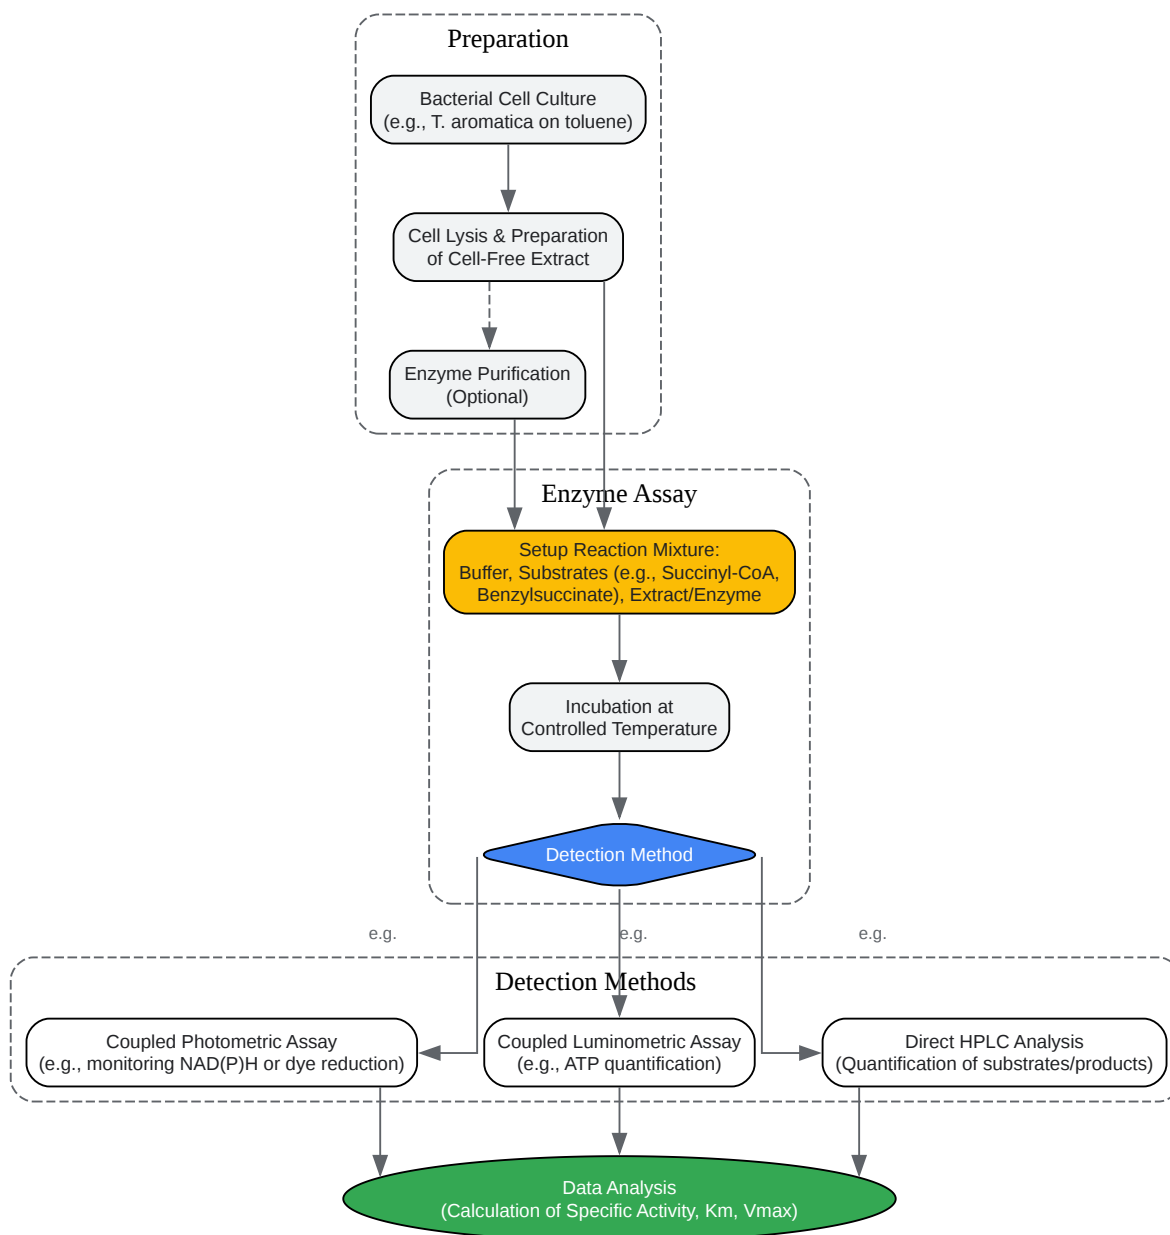 Preparation
Bacterial Cell Culture
(e.g., T. aromatica on toluene)
Cell Lysis & Preparation
of Cell-Free Extract
Enzyme Purification
(Optional)
Enzyme Assay
Setup Reaction Mixture:
Buffer, Substrates (e.g., Succinyl-CoA,
Benzylsuccinate), Extract/Enzyme
Incubation at
Controlled Temperature
Detection Method
e.g.
e.g.
e.g.
Detection Methods
Coupled Photometric Assay
(e.g., monitoring NAD(P)H or dye reduction)
Coupled Luminometric Assay
(e.g., ATP quantification)
Direct HPLC Analysis
(Quantification of substrates/products)
Data Analysis
(Calculation of Specific Activity, Km, Vmax)